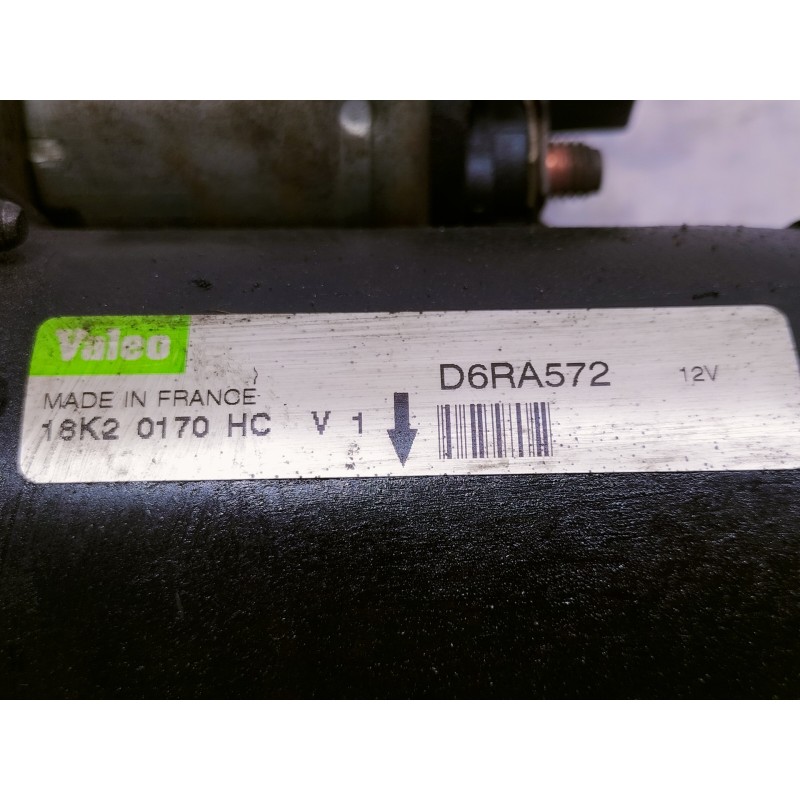 Valeo
MADE IN FRANCE
18K2 0170 HC V 1
D6RA572
12V